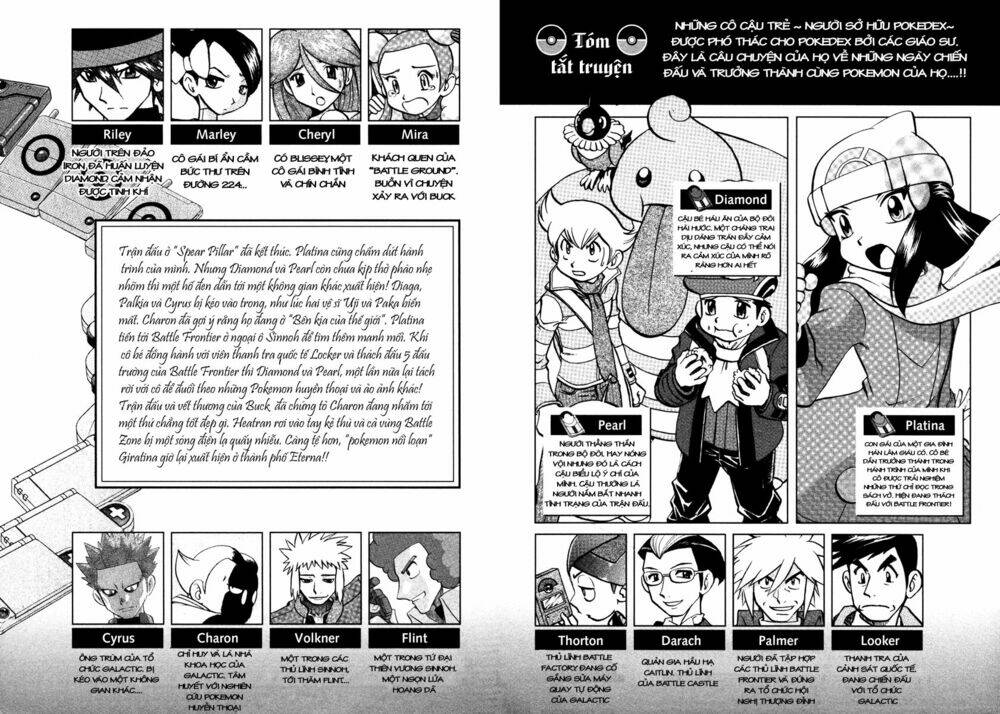 Riley
NGƯỜI TRÊN ĐẢO
IRON ĐÃ HUẤN LUYỆN
DIAMOND CẢM NHẬN
ĐƯỢC TINH KHÍ
Marley
CÔ GÁI BÍ ẨN CẦM
BỨC THƯ TRÊN
ĐƯỜNG 224...
Cheryl
CÓ BLISSEY, MỘT
CÔ GÁI BÌNH TĨNH
VÀ CHÍN CHẮN
Mira
KHÁCH QUEN CỦA
"BATTLE GROUND".
BUỒN VÌ CHUYỆN
XẢY RA VỚI BUCK
Trận đấu ở "Spear Pillar" đã kết thúc. Platina cũng chấm dứt hành
trình của mình. Nhưng Diamond và Pearl còn chưa kịp thở phào nhẹ
nhõm thì một hố đen dẫn tới một không gian khác xuất hiện! Diaga,
Palkia và Cyrus bị kéo vào trong, như lúc hai vệ sĩ Uji và Paka biến
mất. Charon đã gợi ý rằng họ đang ở "Bên kia của thế giới". Platina
tiến tới Battle Frontier ở ngoại ô Sinnoh để tìm thêm manh mối. Khi
cô bé đồng hành với viên thanh tra quốc tế Locker và thách đấu 5 đấu
trường của Battle Frontier thì Diamond và Pearl, một lần nữa lại tách
rời với cô để đuổi theo những Pokemon huyền thoại và ảo ảnh khác!
Trận đấu và vết thương của Buck đã chứng tỏ Charon đang nhắm tới
một thứ chẳng tốt đẹp gì. Heatran rơi vào tay kẻ thù và cả vùng Battle
Zone bị một sóng điện lạ quấy nhiễu. Càng tệ hơn, "pokemon nổi loạn"
Giratina giờ lại xuất hiện ở thành phố Eterna!!
Cyrus
ÔNG TRÙM CỦA TỔ
CHỨC GALACTIC. BỊ
KÉO VÀO MỘT KHÔNG
GIAN KHÁC....
Charon
CHỈ HUY VÀ LÀ NHÀ
KHOA HỌC CỦA
GALACTIC, TÂM
HUYẾT VỚI NGHIÊN
CỨU POKEMON
HUYỀN THOẠI
Volkner
MỘT TRONG CÁC
THỦ LĨNH SINNOH,
TỚI THĂM FLINT...
Flint
MỘT TRONG TỨ ĐẠI
THIÊN VƯƠNG SINNOH.
MỘT NGỌN LỬA
HOANG DÃ
Tóm
tắt truyện
NHỮNG CÔ CẬU TRẺ ~ NGƯỜI SỞ HỮU POKEDEX~
ĐƯỢC PHÓ THÁC CHO POKEDEX BỞI CÁC GIÁO SƯ.
ĐÂY LÀ CÂU CHUYỆN CỦA HỌ VỀ NHỮNG NGÀY CHIẾN
ĐẤU VÀ TRƯỞNG THÀNH CÙNG POKEMON CỦA HỌ....!!
Diamond
CẬU BÉ HÁU ĂN CỦA BỘ ĐÔI
HÀI HƯỚC. MỘT CHÀNG TRAI
DỊU DÀNG TRÀN ĐẦY CẢM
XÚC, NHƯNG CẬU CÓ THỂ NÓI
RA CẢM XÚC CỦA MÌNH RÕ
RÀNG HƠN AI HẾT
Pearl
NGƯỜI THẲNG THẮN
TRONG BỘ ĐÔI, HAY NÓNG
VỘI NHƯNG ĐÓ LÀ CÁCH
CẬU BIỂU LỘ Ý CHÍ CỦA
MÌNH. CẬU THƯỜNG LÀ
NGƯỜI NẮM BẮT NHANH
TÌNH TRẠNG CỦA TRẬN ĐẤU.
Platina
CON GÁI CỦA MỘT GIA ĐÌNH
HÀN LÂM GIÀU CÓ. CÔ BÉ
DẦN TRƯỞNG THÀNH TRONG
HÀNH TRÌNH CỦA MÌNH KHI
CÔ ĐƯỢC TRẢI NGHIỆM
NHỮNG THỨ CHỈ ĐỌC TRONG
SÁCH VỞ. HIỆN ĐANG THÁCH
ĐẤU VỚI BATTLE FRONTIER!
Thorton
THỦ LĨNH BATTLE
FACTORY ĐANG CỐ
GẮNG SỬA MÁY
QUAY TỰ ĐỘNG
CỦA GALACTIC
Darach
QUẢN GIA HẦU HẠ
CAITLIN, THỦ LĨNH
CỦA BATTLE CASTLE
Palmer
NGƯỜI ĐÃ TẬP HỢP
CÁC THỦ LĨNH BATTLE
FRONTIER VÀ ĐỨNG
RA TỔ CHỨC HỘI
NGHỊ THƯỢNG ĐỈNH
Looker
THANH TRA CỦA
CẢNH SÁT QUỐC TẾ.
ĐANG CHIẾN ĐẤU
VỚI TỔ CHỨC
GALACTIC